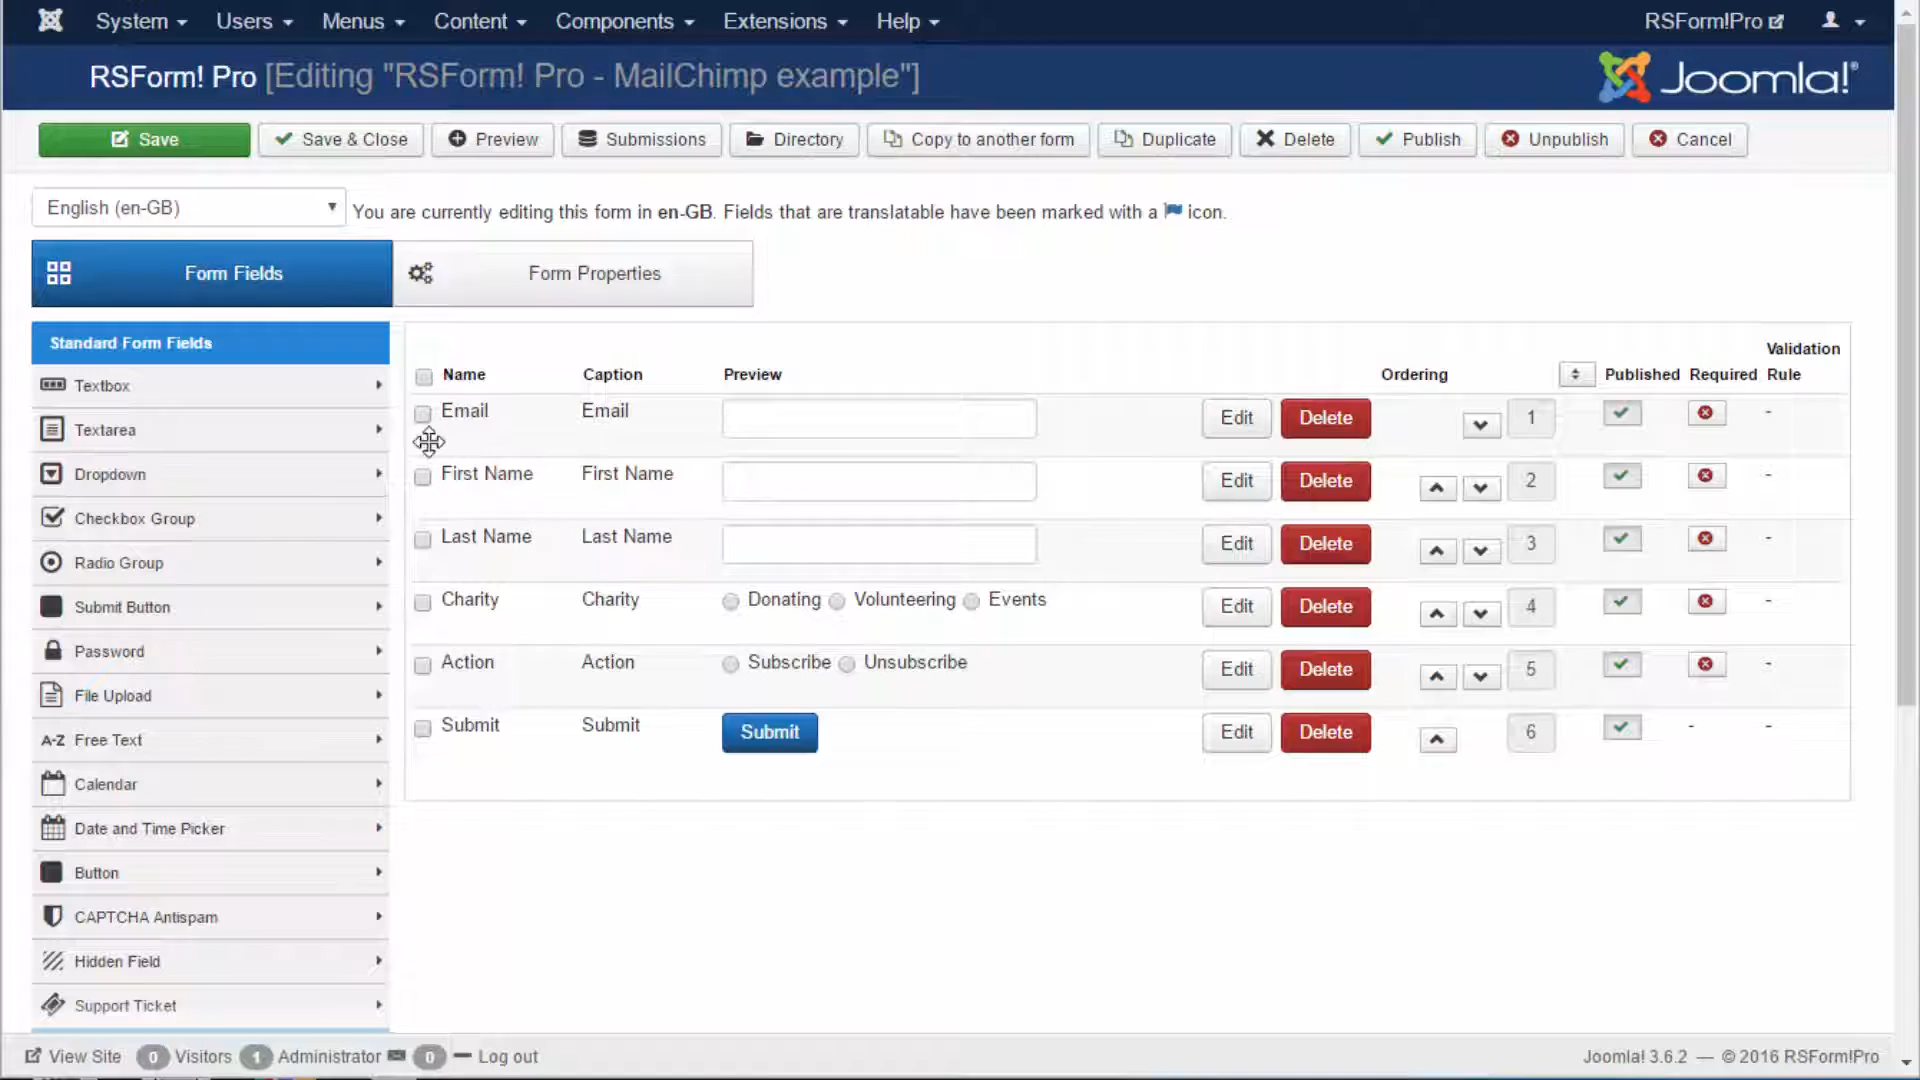 System Users Menus Content Components Extensions Help RSForm!Pro
RSForm! Pro [Editing "RSForm! Pro - MailChimp example"] Joomla!®
Save Save & Close Preview Submissions Directory Copy to another form Duplicate Delete Publish Unpublish Cancel
English (en-GB) You are currently editing this form in en-GB. Fields that are translatable have been marked with a icon.
Form Fields Form Properties
Standard Form Fields
Textbox
Textarea
Dropdown
Checkbox Group
Radio Group
Submit Button
Password
File Upload
A-Z Free Text
Calendar
Date and Time Picker
Button
CAPTCHA Antispam
Hidden Field
Support Ticket
Name Caption Preview Ordering Published Required Validation Rule
Email Email Edit Delete 1 -
First Name First Name Edit Delete 2 -
Last Name Last Name Edit Delete 3 -
Charity Charity Donating Volunteering Events Edit Delete 4 -
Action Action Subscribe Unsubscribe Edit Delete 5 -
Submit Submit Submit Edit Delete 6 - -
View Site 0 Visitors 1 Administrator 0 Log out Joomla! 3.6.2 — © 2016 RSForm!Pro